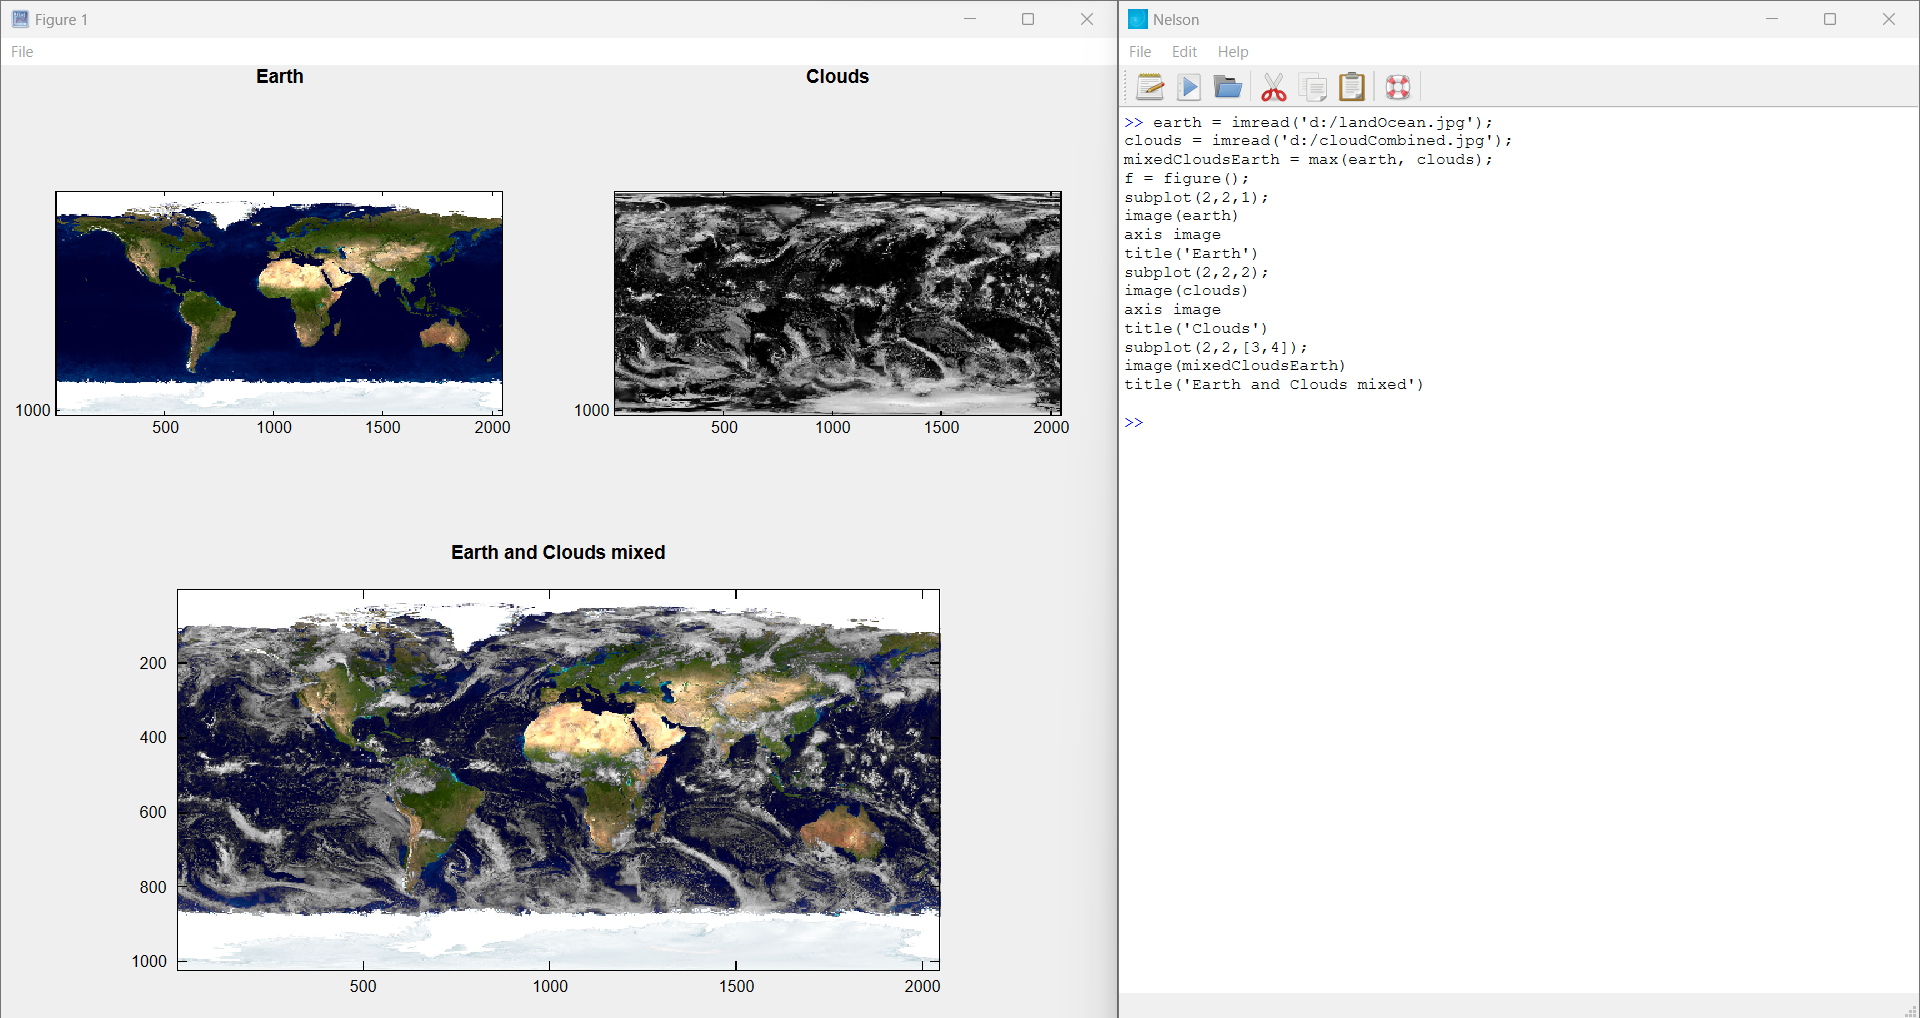 Figure 1
File
Earth
Clouds
1000
500 1000 1500 2000
1000
500 1000 1500 2000
Earth and Clouds mixed
200
400
600
800
1000
500 1000 1500 2000
Nelson
File Edit Help
>> earth = imread('d:/landOcean.jpg');
clouds = imread('d:/cloudCombined.jpg');
mixedCloudsEarth = max(earth, clouds);
f = figure();
subplot(2,2,1);
image(earth)
axis image
title('Earth')
subplot(2,2,2);
image(clouds)
axis image
title('Clouds')
subplot(2,2,[3,4]);
image(mixedCloudsEarth)
title('Earth and Clouds mixed')
>>